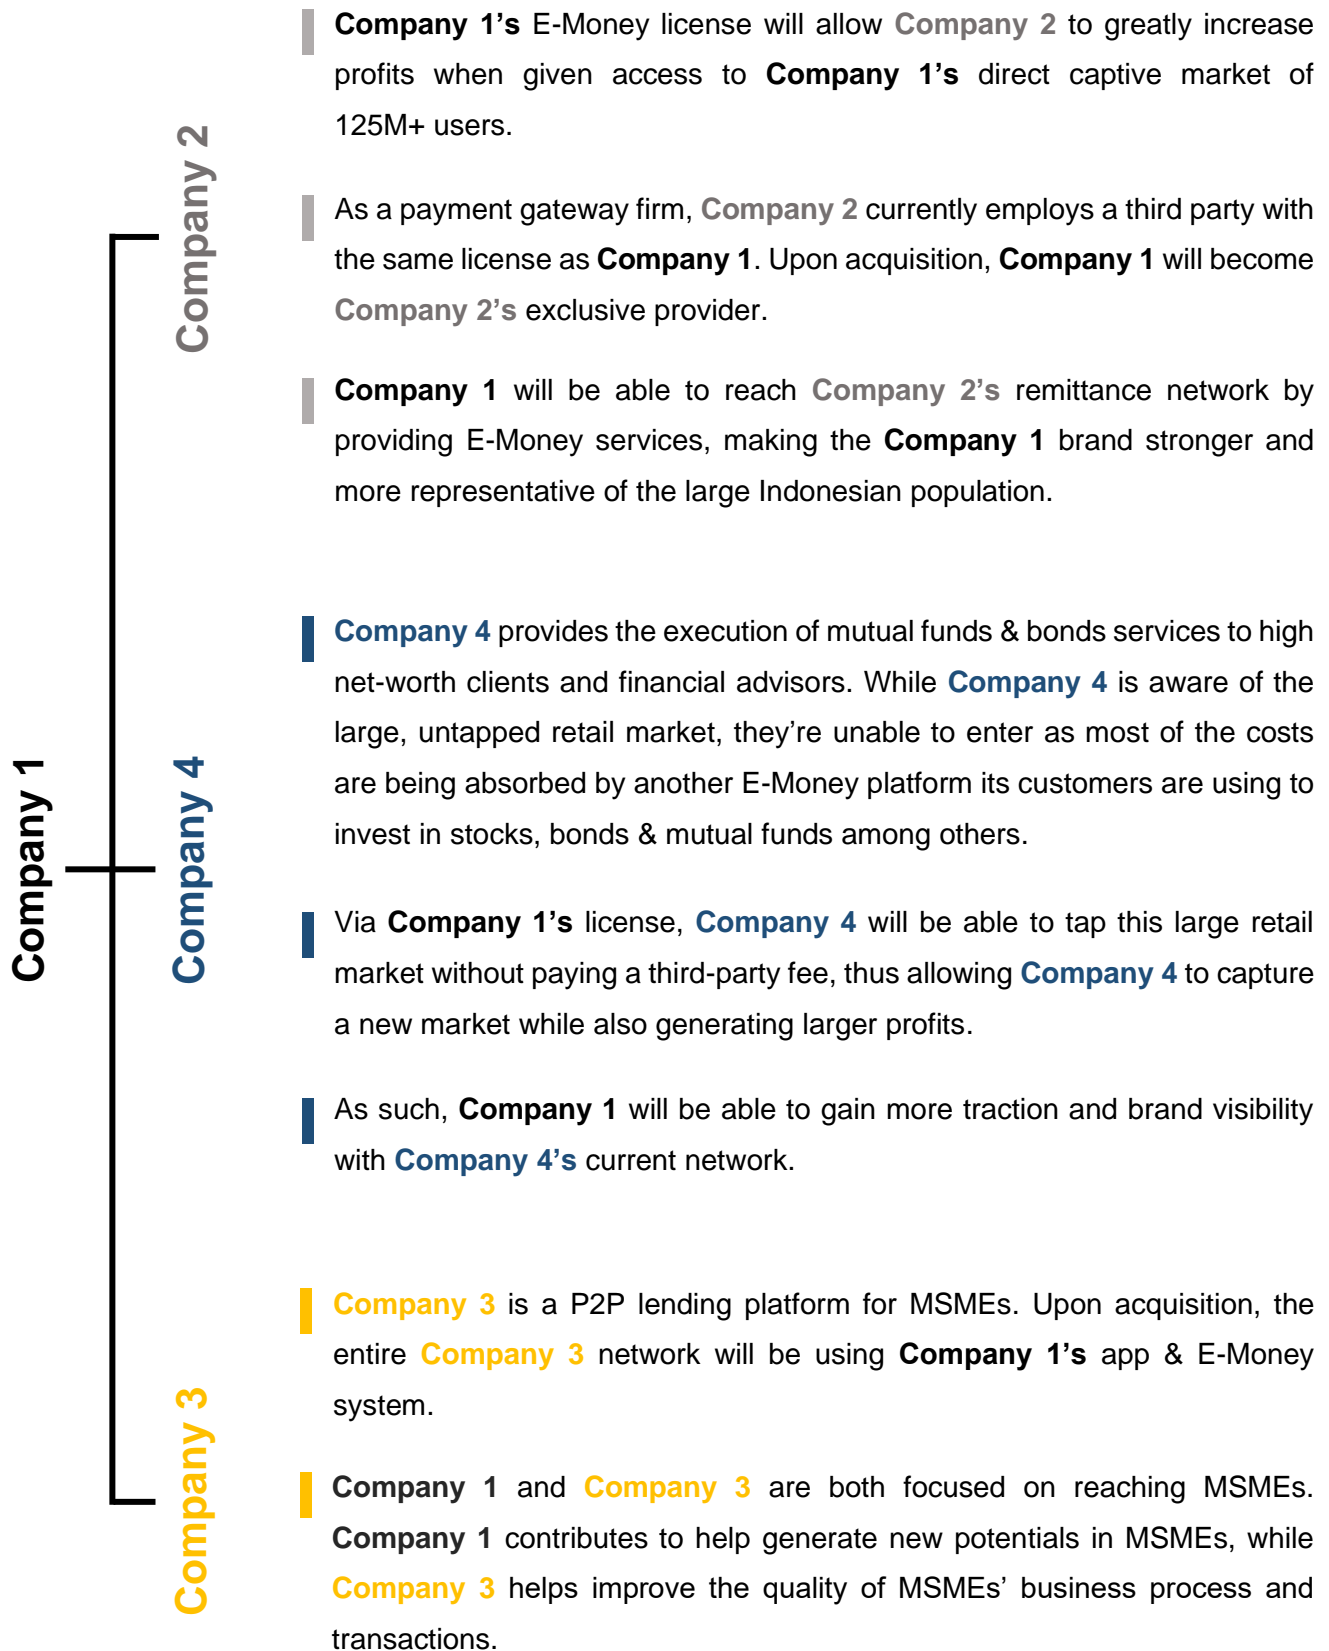 Company 1
Company 2
Company 1’s E-Money license will allow Company 2 to greatly increase
profits when given access to Company 1’s direct captive market of
125M+ users.
As a payment gateway firm, Company 2 currently employs a third party with
the same license as Company 1. Upon acquisition, Company 1 will become
Company 2’s exclusive provider.
Company 1 will be able to reach Company 2’s remittance network by
providing E-Money services, making the Company 1 brand stronger and
more representative of the large Indonesian population.
Company 4
Company 4 provides the execution of mutual funds & bonds services to high
net-worth clients and financial advisors. While Company 4 is aware of the
large, untapped retail market, they’re unable to enter as most of the costs
are being absorbed by another E-Money platform its customers are using to
invest in stocks, bonds & mutual funds among others.
Via Company 1’s license, Company 4 will be able to tap this large retail
market without paying a third-party fee, thus allowing Company 4 to capture
a new market while also generating larger profits.
As such, Company 1 will be able to gain more traction and brand visibility
with Company 4’s current network.
Company 3
Company 3 is a P2P lending platform for MSMEs. Upon acquisition, the
entire Company 3 network will be using Company 1’s app & E-Money
system.
Company 1 and Company 3 are both focused on reaching MSMEs.
Company 1 contributes to help generate new potentials in MSMEs, while
Company 3 helps improve the quality of MSMEs’ business process and
transactions.